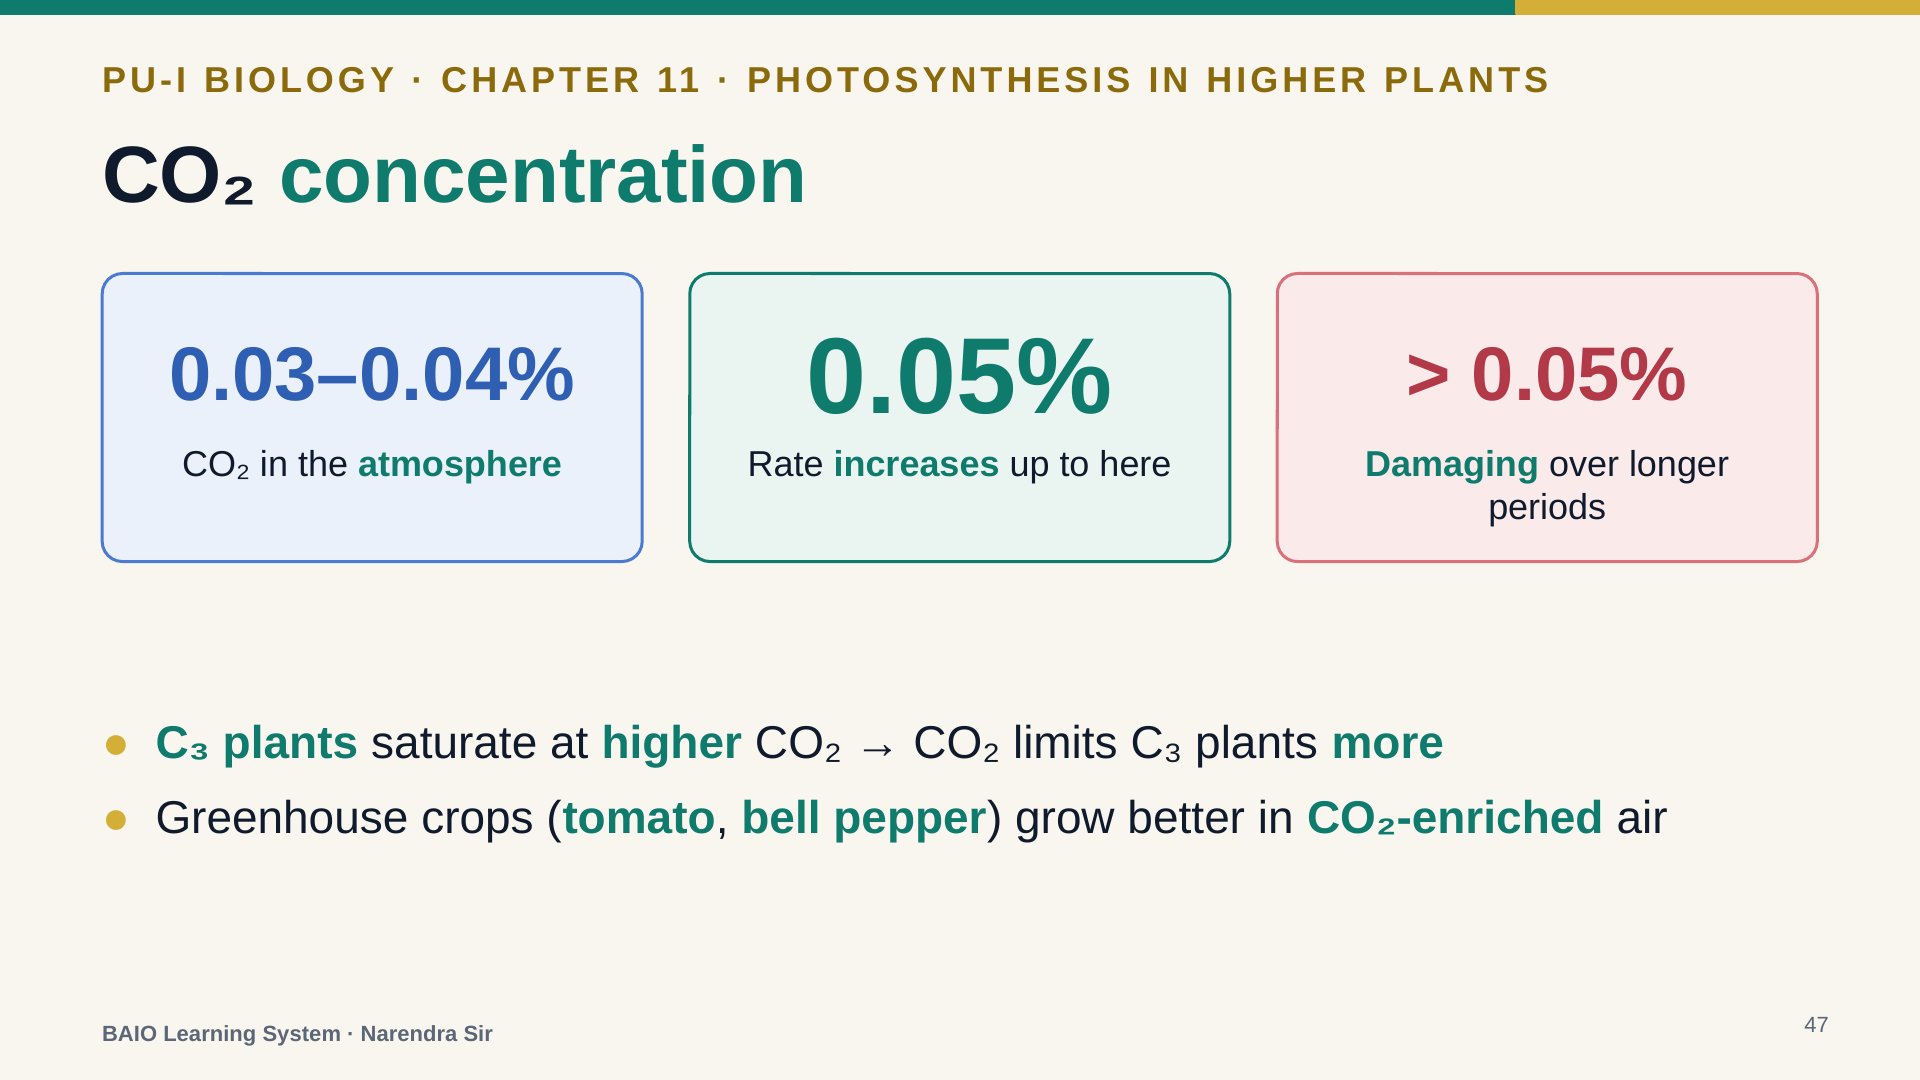 PU-I BIOLOGY · CHAPTER 11 · PHOTOSYNTHESIS IN HIGHER PLANTS
CO₂ concentration
0.03–0.04%
CO₂ in the atmosphere
0.05%
Rate increases up to here
> 0.05%
Damaging over longer
periods
● C₃ plants saturate at higher CO₂ → CO₂ limits C₃ plants more
● Greenhouse crops (tomato, bell pepper) grow better in CO₂-enriched air
BAIO Learning System · Narendra Sir
47